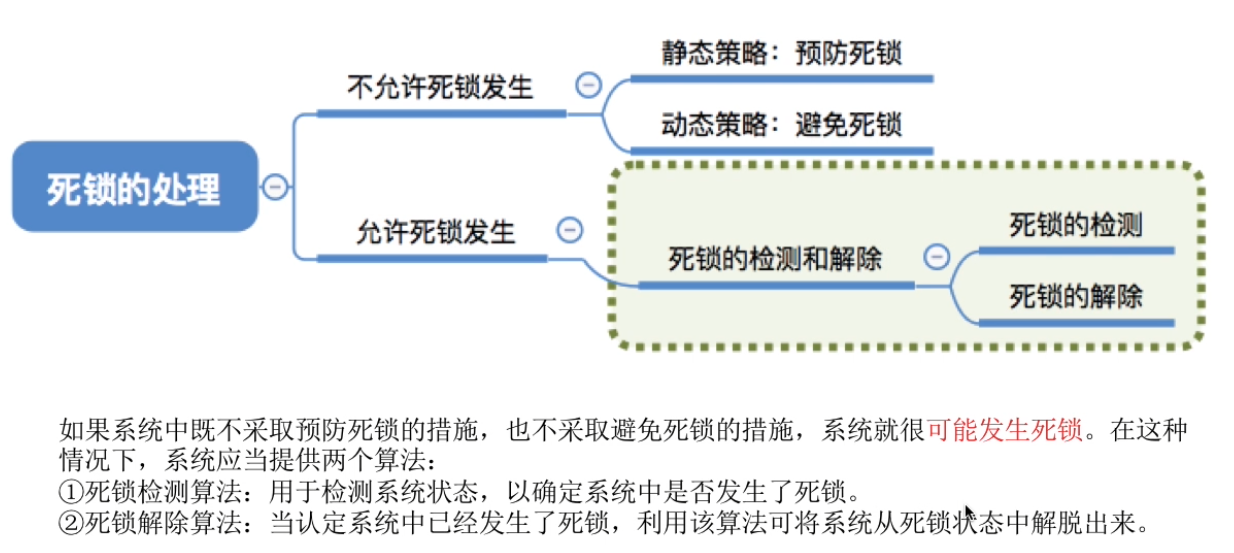 静态策略：预防死锁
不允许死锁发生
动态策略：避免死锁
死锁的处理
允许死锁发生
死锁的检测和解除
死锁的检测
死锁的解除
如果系统中既不采取预防死锁的措施，也不采取避免死锁的措施，系统就很可能发生死锁。在这种
情况下，系统应当提供两个算法：
①死锁检测算法：用于检测系统状态，以确定系统中是否发生了死锁。
②死锁解除算法：当认定系统中已经发生了死锁，利用该算法可将系统从死锁状态中解脱出来。